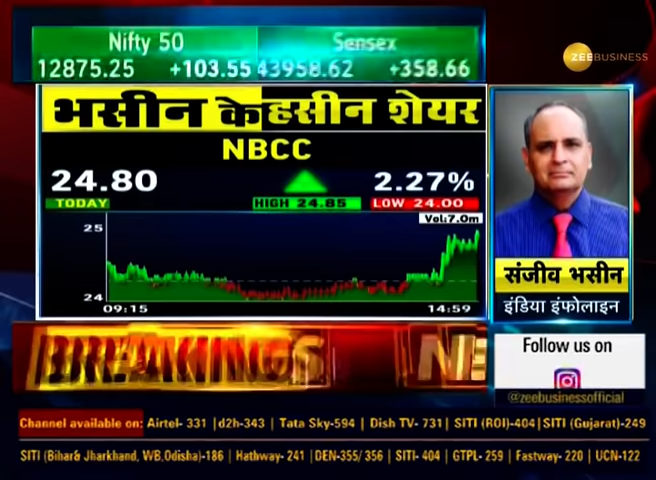 Nifty 50 Sensex
12875.25 +103.55 43958.62 +358.66
ZEEBUSINESS
भसीन के हसीन शेयर
NBCC
24.80 2.27%
TODAY HIGH 24.85 LOW 24.00
Vol:7.0m
25
24
09:15 14:59
संजीव भसीन
इंडिया इंफोलाइन
BREAKING NE
Follow us on
@zeebusinessofficial
Channel available on: Airtel- 331 | d2h-343 | Tata Sky-594 | Dish TV- 731 | SITI (ROI)-404 | SITI (Gujarat)-249
SITI (Bihar & Jharkhand, WB,Odisha)-186 | Hathway- 241 | DEN-355/ 356 | SITI- 404 | GTPL- 259 | Fastway- 220 | UCN-122